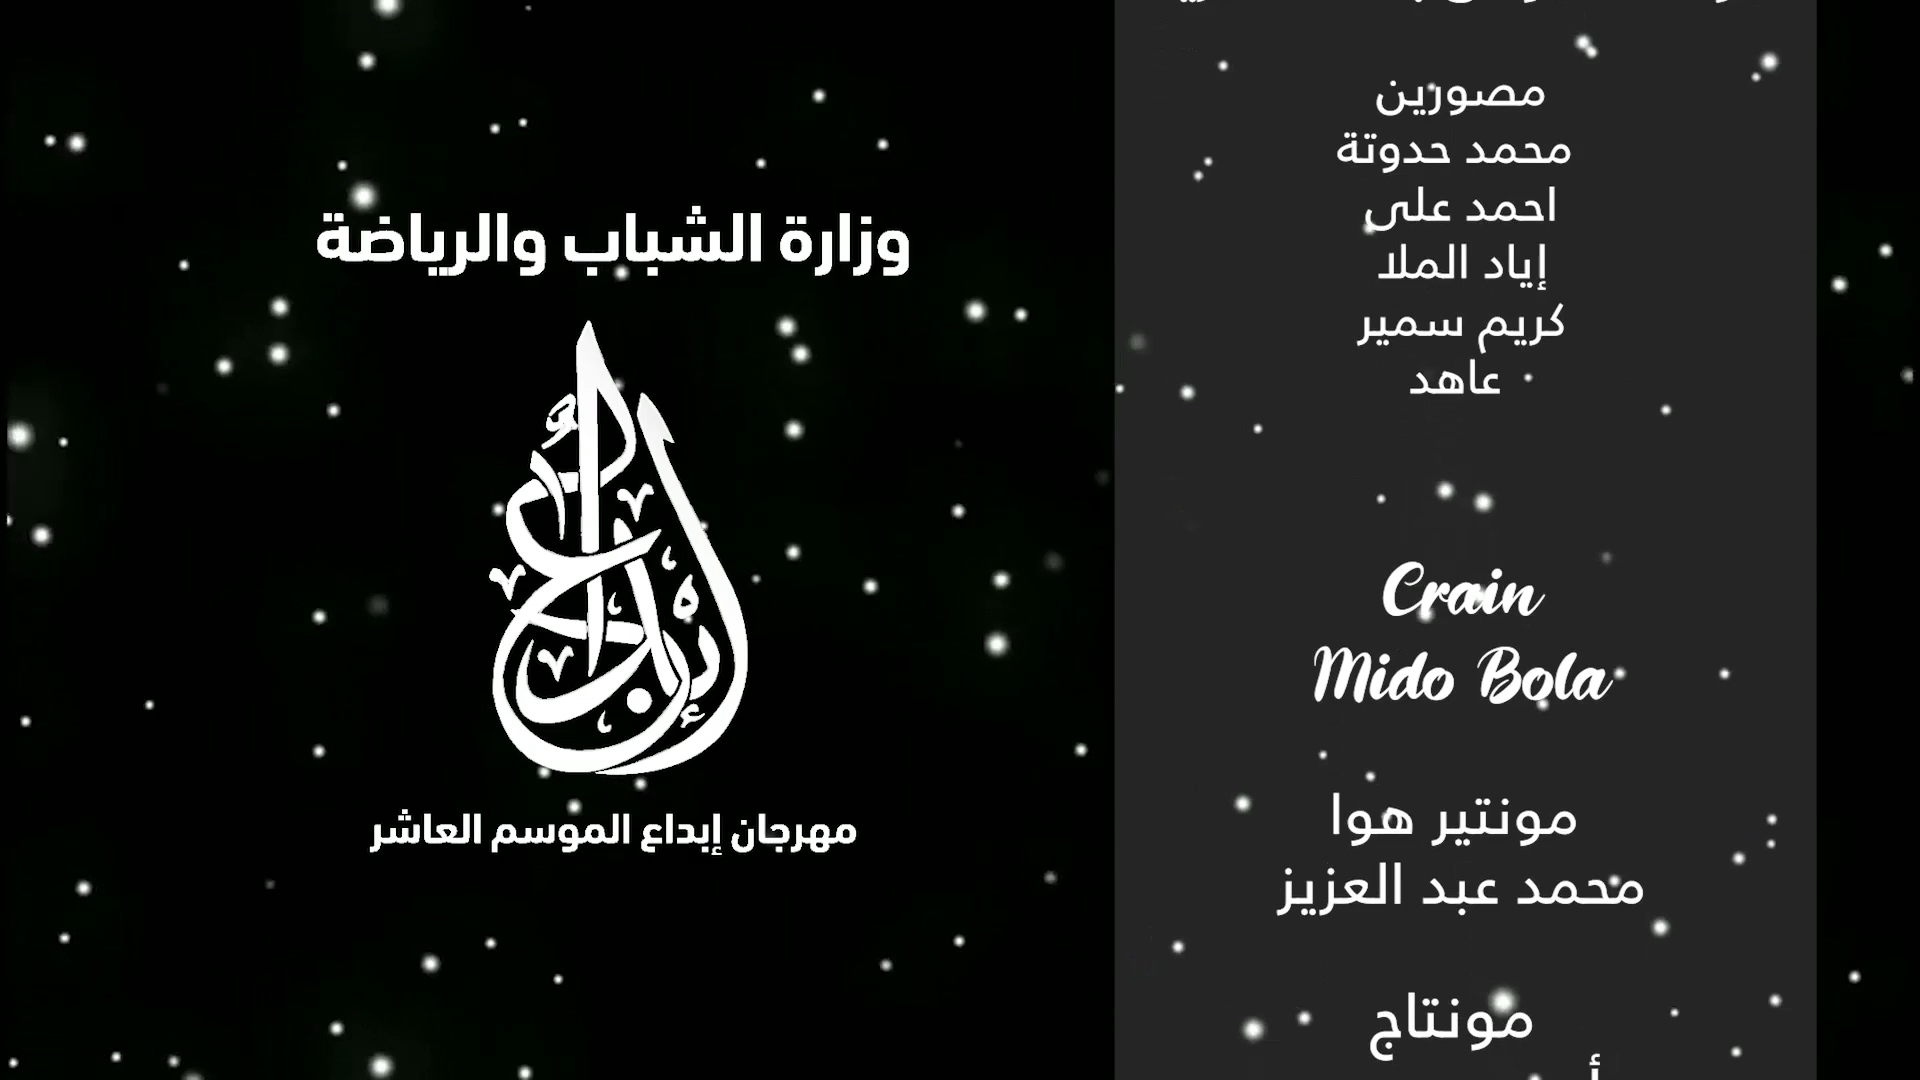 وزارة الشباب والرياضة
إبداع
مهرجان إبداع الموسم العاشر
مصورين
محمد حدوتة
احمد على
إياد الملا
كريم سمير
عاهد
Crain
Mido Bola
مونتير هوا
محمد عبد العزيز
مونتاج